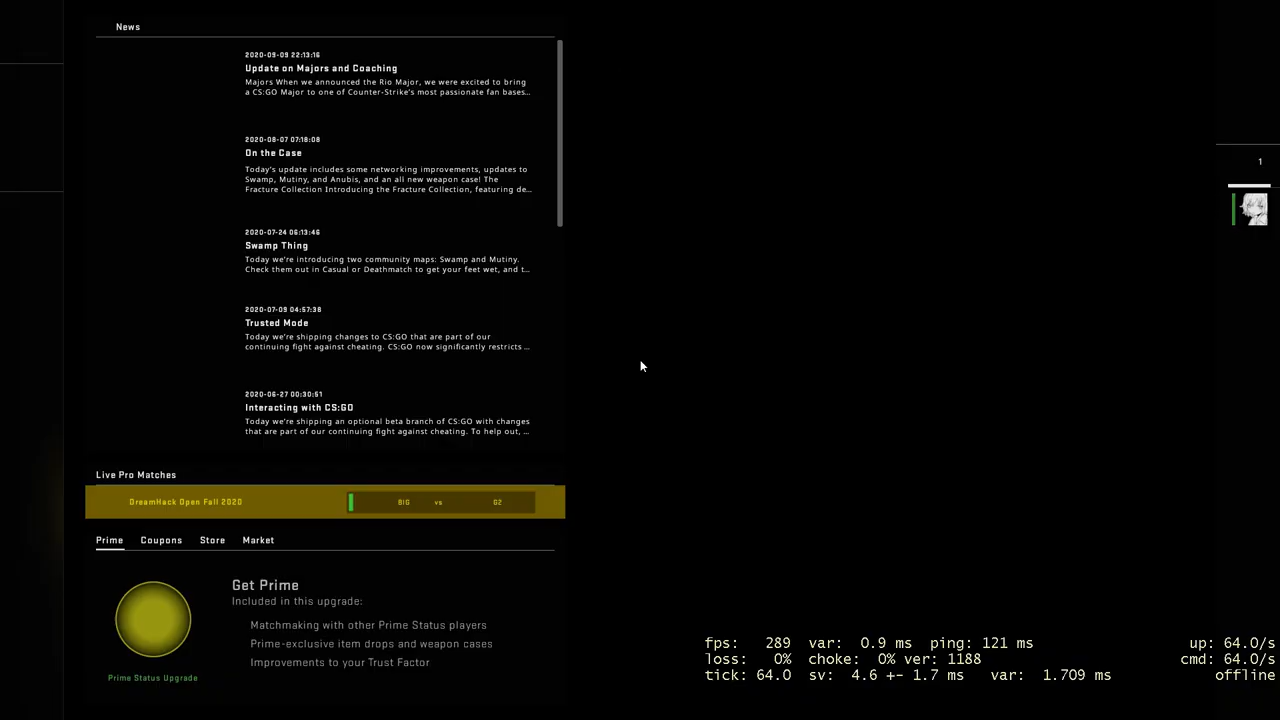 News
2020-09-09 22:13:16
Update on Majors and Coaching
Majors When we announced the Rio Major, we were excited to bring
a CS:GO Major to one of Counter-Strike's most passionate fan bases...
2020-08-07 07:18:08
On the Case
Today's update includes some networking improvements, updates to
Swamp, Mutiny, and Anubis, and an all new weapon case! The
Fracture Collection Introducing the Fracture Collection, featuring de...
2020-07-24 06:13:46
Swamp Thing
Today we're introducing two community maps: Swamp and Mutiny.
Check them out in Casual or Deathmatch to get your feet wet, and t...
2020-07-09 04:57:38
Trusted Mode
Today we're shipping changes to CS:GO that are part of our
continuing fight against cheating. CS:GO now significantly restricts ...
2020-06-27 00:30:51
Interacting with CS:GO
Today we're shipping an optional beta branch of CS:GO with changes
that are part of our continuing fight against cheating. To help out, ...
Live Pro Matches
DreamHack Open Fall 2020 BIG vs G2
Prime Coupons Store Market
Get Prime
Included in this upgrade:
Matchmaking with other Prime Status players
Prime-exclusive item drops and weapon cases
Improvements to your Trust Factor
Prime Status Upgrade
1
fps: 289 var: 0.9 ms ping: 121 ms up: 64.0/s
loss: 0% choke: 0% ver: 1188 cmd: 64.0/s
tick: 64.0 sv: 4.6 +- 1.7 ms var: 1.709 ms offline